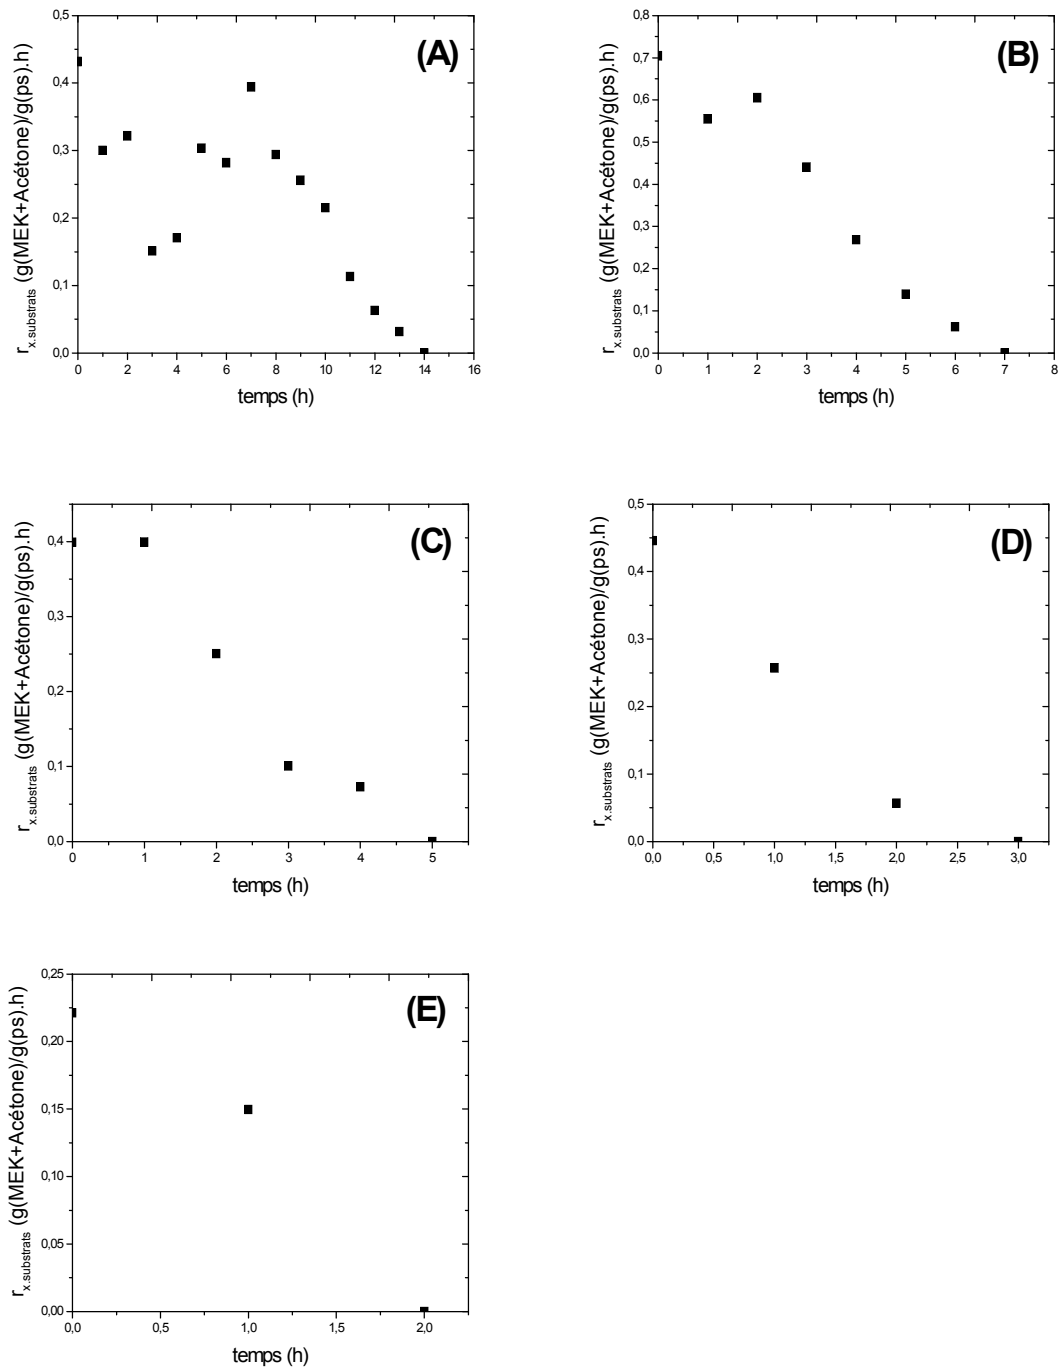 (A)
r_x.substrats (g(MEK+Acétone)/g(ps).h)
0,5
0,4
0,3
0,2
0,1
0,0
0 2 4 6 8 10 12 14 16
temps (h)
(B)
r_x.substrats (g(MEK+Acétone)/g(ps).h)
0,8
0,7
0,6
0,5
0,4
0,3
0,2
0,1
0,0
0 1 2 3 4 5 6 7 8
temps (h)
(C)
r_x.substrats (g(MEK+Acétone)/g(ps).h)
0,4
0,3
0,2
0,1
0,0
0 1 2 3 4 5
temps (h)
(D)
r_x.substrats (g(MEK+Acétone)/g(ps).h)
0,5
0,4
0,3
0,2
0,1
0,0
0,0 0,5 1,0 1,5 2,0 2,5 3,0
temps (h)
(E)
r_x.substrats (g(MEK+Acétone)/g(ps).h)
0,25
0,20
0,15
0,10
0,05
0,00
0,0 0,5 1,0 1,5 2,0
temps (h)